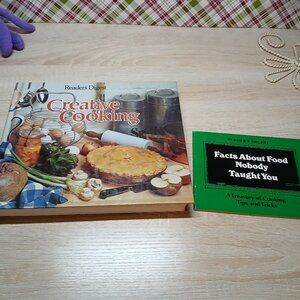 Reader's Digest
Creative
Cooking
READER'S DIGEST
Facts About Food
Nobody
Taught You
A Treasury of Cooking
Tips and Tricks